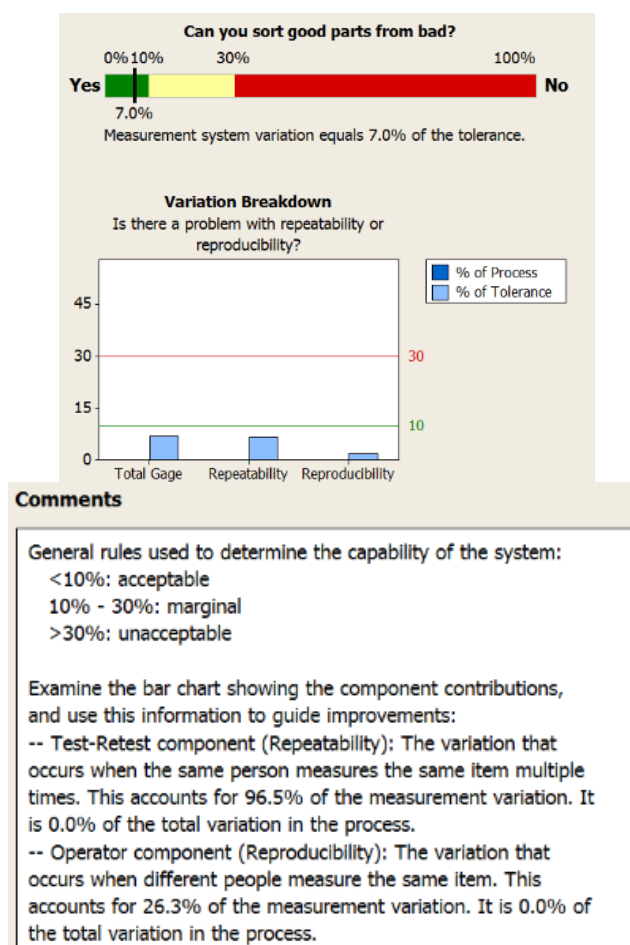 Can you sort good parts from bad?
0% 10% 30% 100%
Yes No
7.0%
Measurement system variation equals 7.0% of the tolerance.
Variation Breakdown
Is there a problem with repeatability or
reproducibility?
% of Process
% of Tolerance
45
30 30
15
10
0
Total Gage Repeatability Reproducibility
Comments
General rules used to determine the capability of the system:
<10%: acceptable
10% - 30%: marginal
>30%: unacceptable
Examine the bar chart showing the component contributions,
and use this information to guide improvements:
-- Test-Retest component (Repeatability): The variation that
occurs when the same person measures the same item multiple
times. This accounts for 96.5% of the measurement variation. It
is 0.0% of the total variation in the process.
-- Operator component (Reproducibility): The variation that
occurs when different people measure the same item. This
accounts for 26.3% of the measurement variation. It is 0.0% of
the total variation in the process.